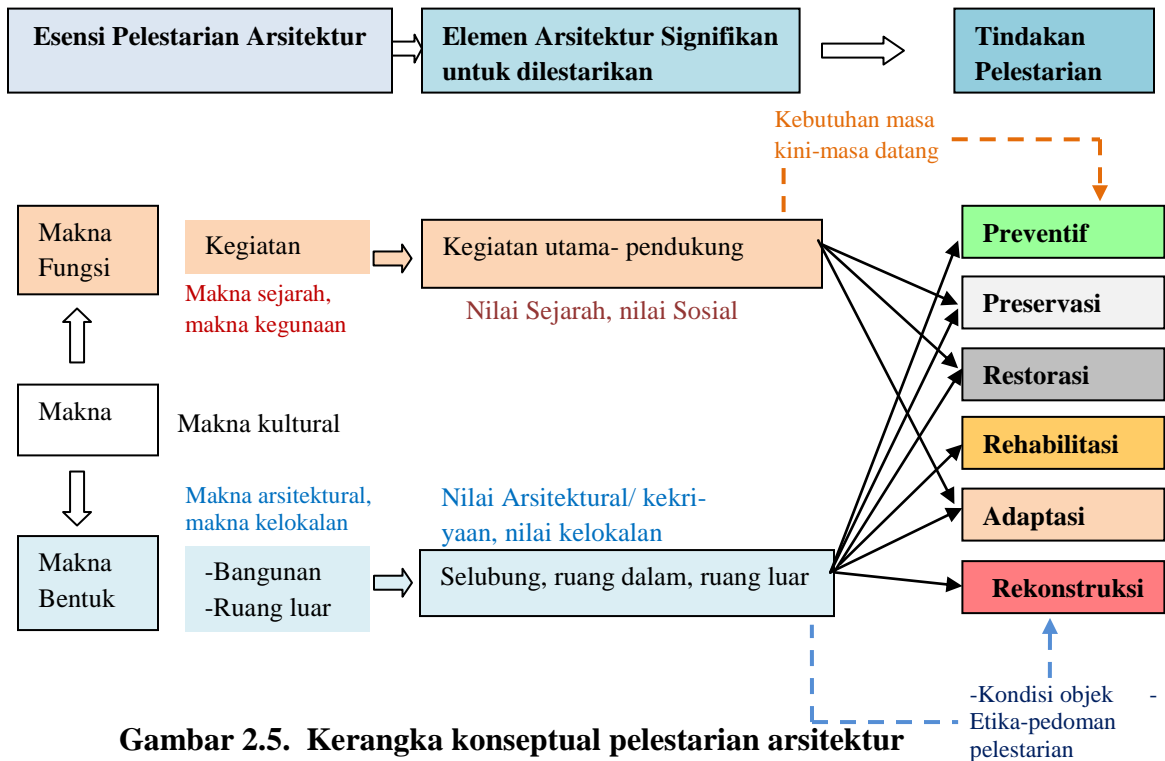 Esensi Pelestarian Arsitektur
Elemen Arsitektur Signifikan
untuk dilestarikan
Tindakan
Pelestarian
Kebutuhan masa
kini-masa datang
Makna
Fungsi
Kegiatan
Makna sejarah,
makna kegunaan
Kegiatan utama- pendukung
Nilai Sejarah, nilai Sosial
Makna
Makna kultural
Makna arsitektural,
makna kelokalan
Nilai Arsitektural/ kekri-
yaan, nilai kelokalan
Makna
Bentuk
-Bangunan
-Ruang luar
Selubung, ruang dalam, ruang luar
Preventif
Preservasi
Restorasi
Rehabilitasi
Adaptasi
Rekonstruksi
-Kondisi objek -
Etika-pedoman
pelestarian
Gambar 2.5. Kerangka konseptual pelestarian arsitektur